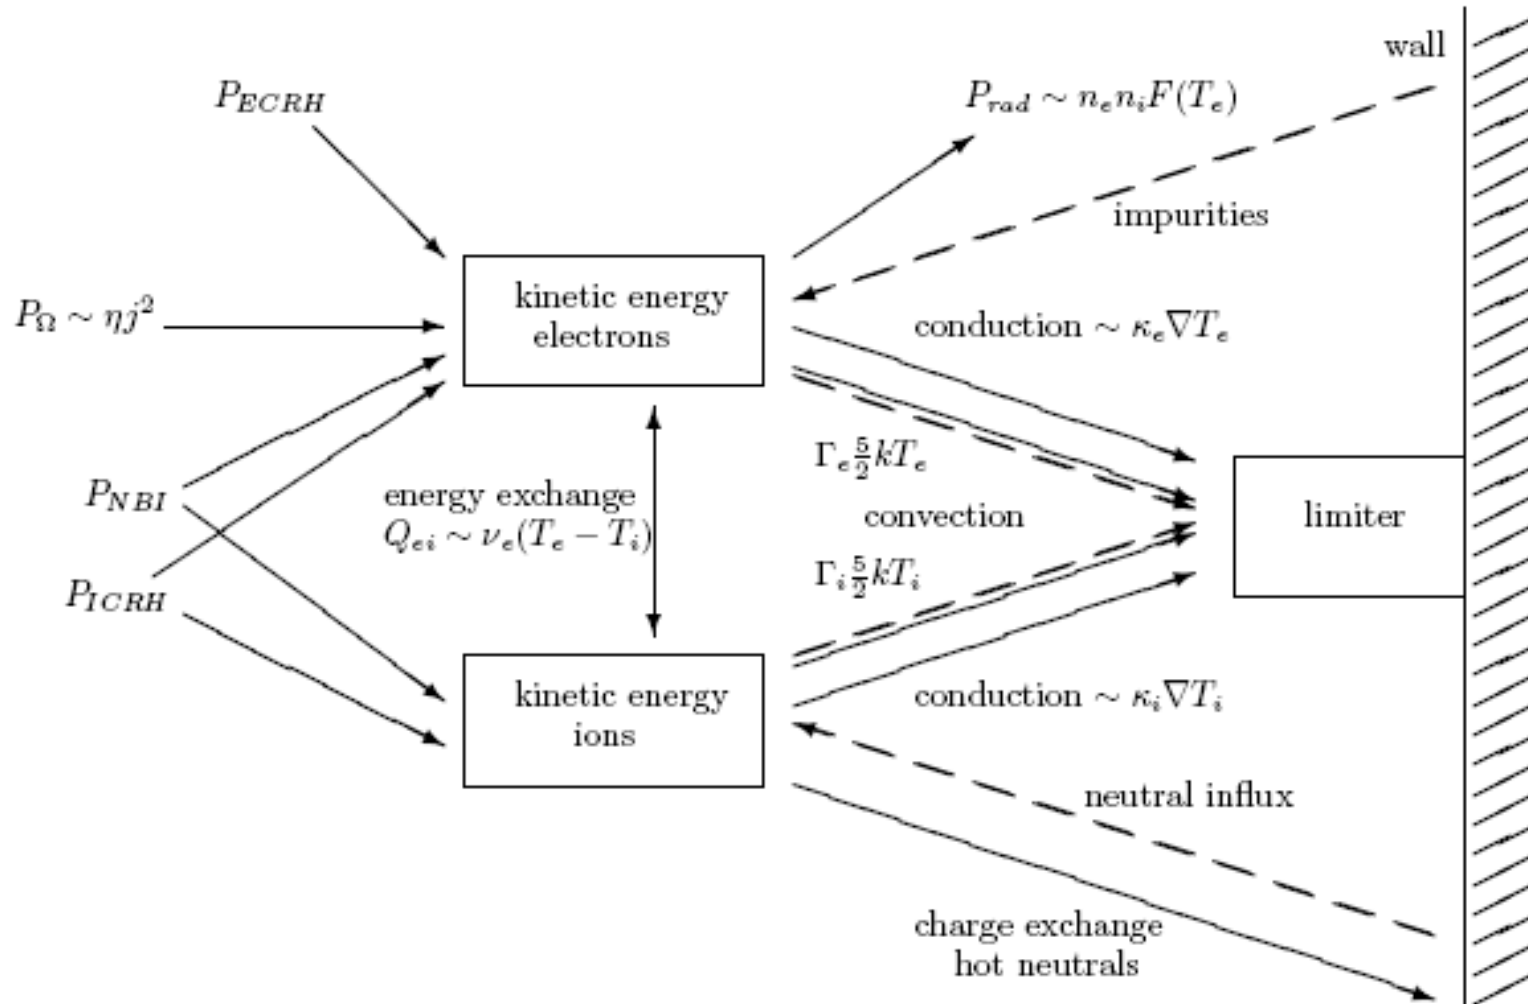 wall
P_{ECRH}
P_{rad} ∼ n_e n_i F(T_e)
impurities
kinetic energy
electrons
P_Ω ∼ ηj²
conduction ∼ κ_e∇T_e
Γ_e 5/2 kT_e
P_{NBI}
energy exchange
Q_{ei} ∼ ν_e(T_e − T_i)
convection
limiter
Γ_i 5/2 kT_i
P_{ICRH}
kinetic energy
ions
conduction ∼ κ_i∇T_i
neutral influx
charge exchange
hot neutrals